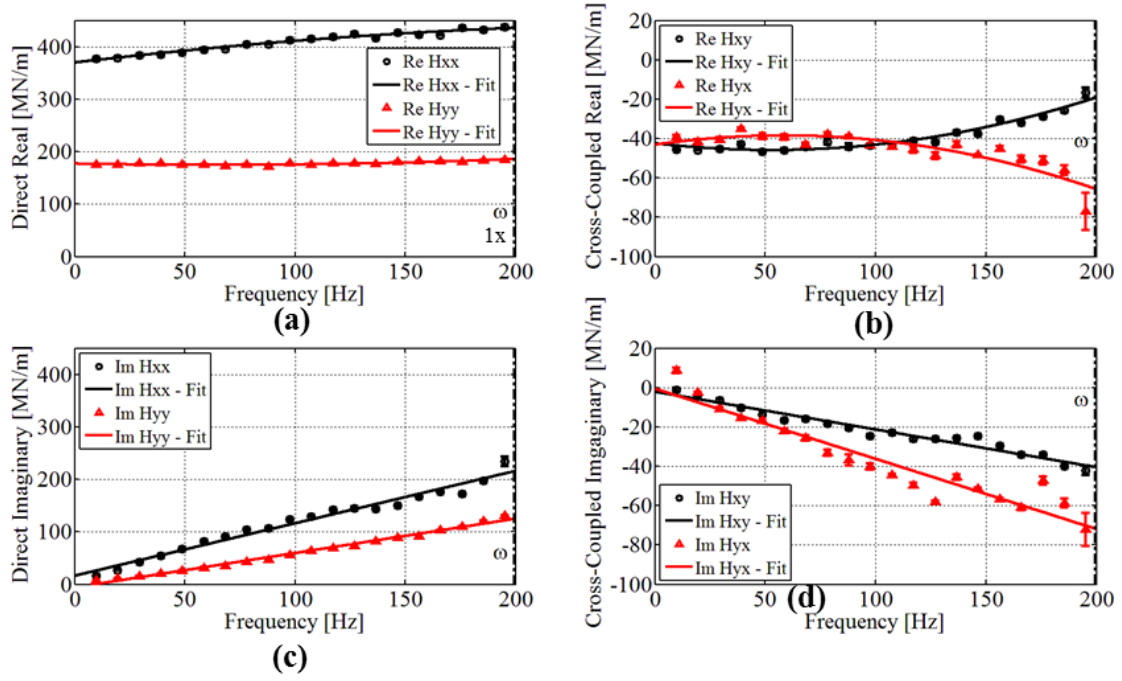 Direct Real [MN/m]
400
300
200
100
0
Re Hxx
Re Hxx - Fit
Re Hyy
Re Hyy - Fit
ω
1x
0 50 100 150 200
Frequency [Hz]
(a)
Cross-Coupled Real [MN/m]
20
0
-20
-40
-60
-80
-100
Re Hxy
Re Hxy - Fit
Re Hyx
Re Hyx - Fit
ω
0 50 100 150 200
Frequency [Hz]
(b)
Direct Imaginary [MN/m]
400
300
200
100
0
Im Hxx
Im Hxx - Fit
Im Hyy
Im Hyy - Fit
ω
0 50 100 150 200
Frequency [Hz]
(c)
Cross-Coupled Imgaginary [MN/m]
20
0
-20
-40
-60
-80
-100
ω
Im Hxy
Im Hxy - Fit
Im Hyx
Im Hyx - Fit
0 50 100 150 200
Frequency [Hz]
(d)